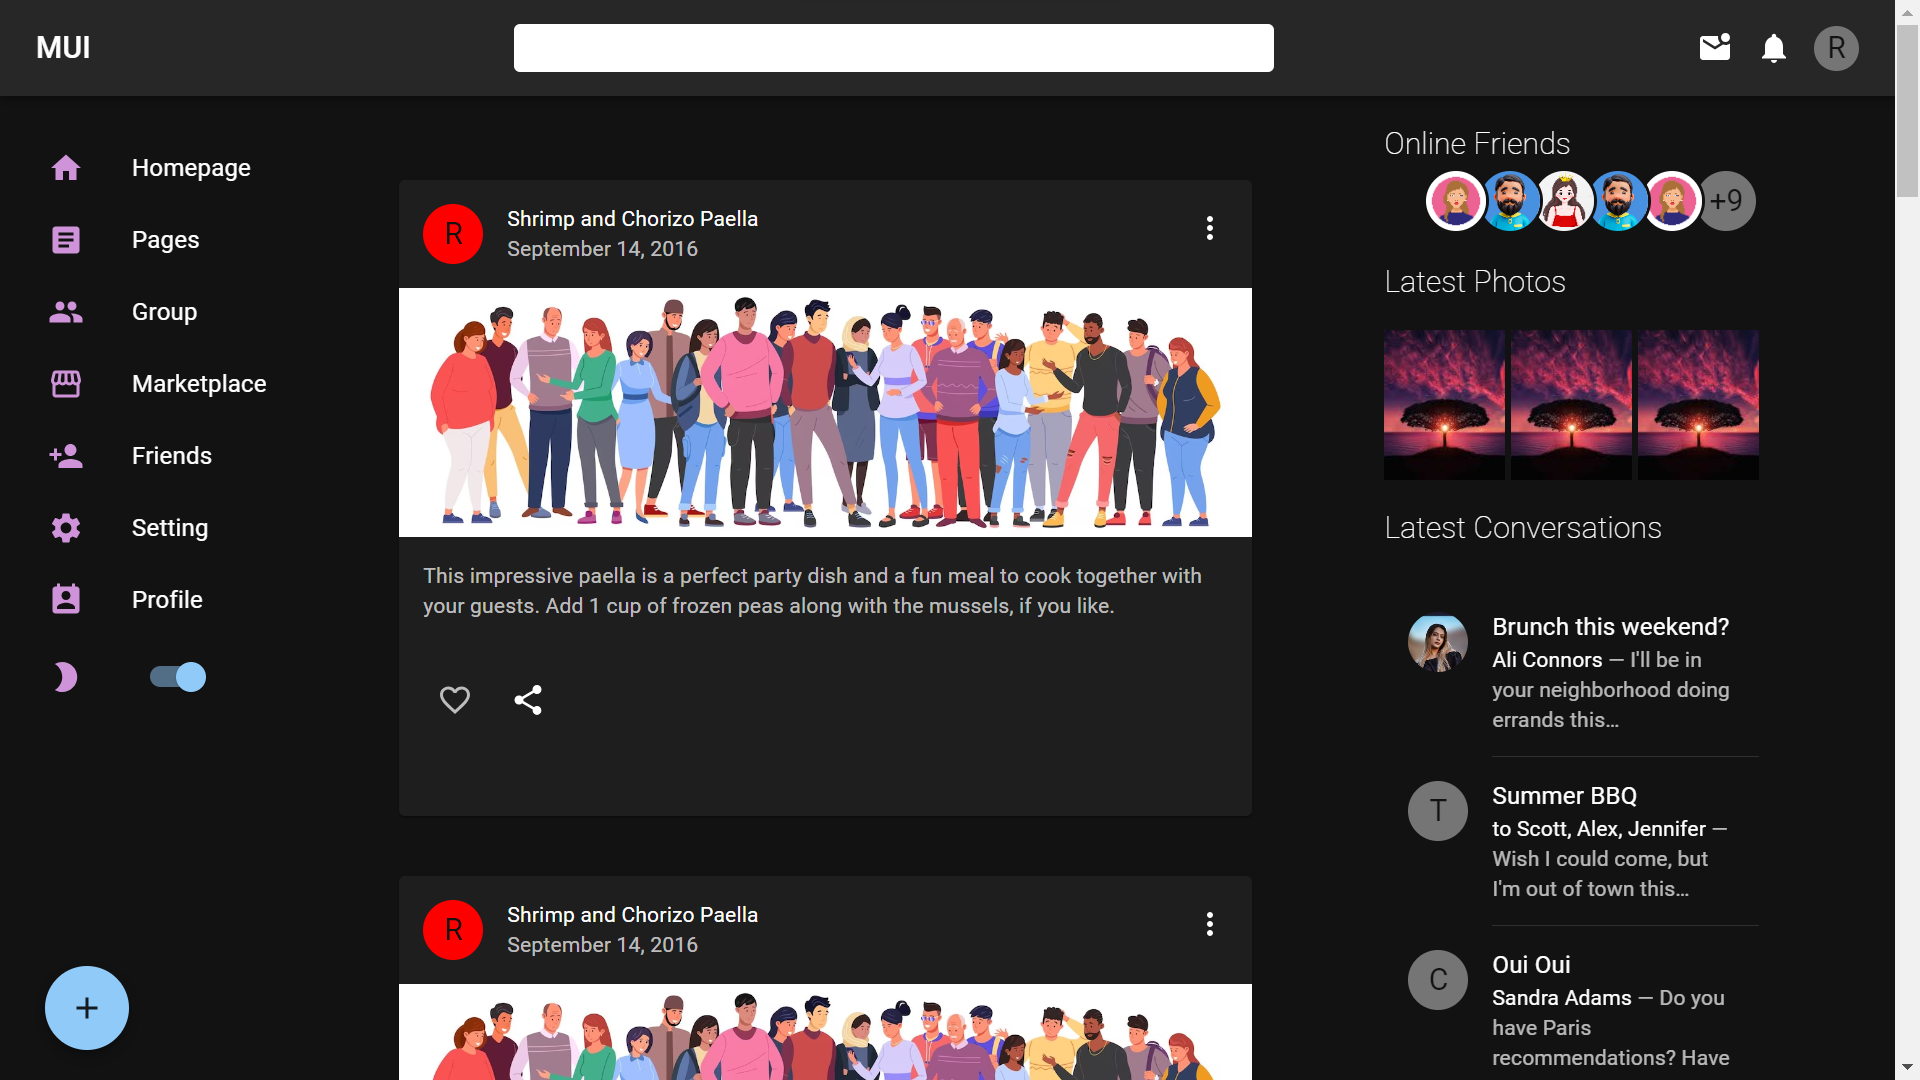 MUI
R
Homepage
Pages
Group
Marketplace
Friends
Setting
Profile
R
Shrimp and Chorizo Paella
September 14, 2016
This impressive paella is a perfect party dish and a fun meal to cook together with
your guests. Add 1 cup of frozen peas along with the mussels, if you like.
R
Shrimp and Chorizo Paella
September 14, 2016
Online Friends
+9
Latest Photos
Latest Conversations
Brunch this weekend?
Ali Connors — I'll be in
your neighborhood doing
errands this…
T
Summer BBQ
to Scott, Alex, Jennifer —
Wish I could come, but
I'm out of town this…
C
Oui Oui
Sandra Adams — Do you
have Paris
recommendations? Have